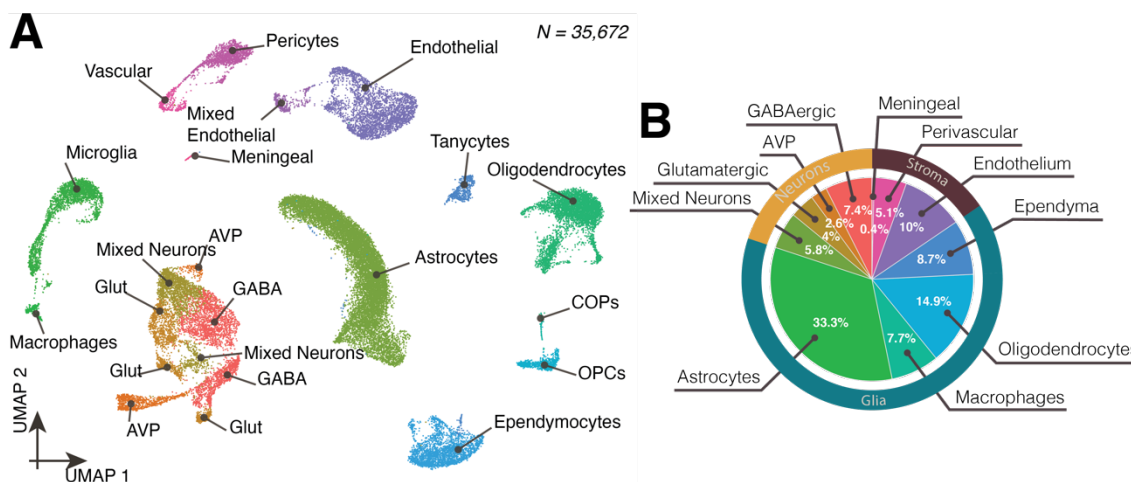 A
N = 35,672
Pericytes
Endothelial
Vascular
Mixed
Endothelial
Meningeal
Tanycytes
Microglia
Oligodendrocytes
AVP
Mixed Neurons
Astrocytes
Glut
GABA
COPs
Macrophages
Mixed Neurons
Glut
GABA
OPCs
AVP
Glut
Ependymocytes
UMAP 2
UMAP 1
B
GABAergic
Meningeal
AVP
Perivascular
Glutamatergic
Endothelium
Mixed Neurons
Ependyma
Neurons
Stroma
7.4%
5.1%
2.6%
0.4%
10%
4%
5.8%
8.7%
14.9%
33.3%
7.7%
Oligodendrocytes
Astrocytes
Macrophages
Glia